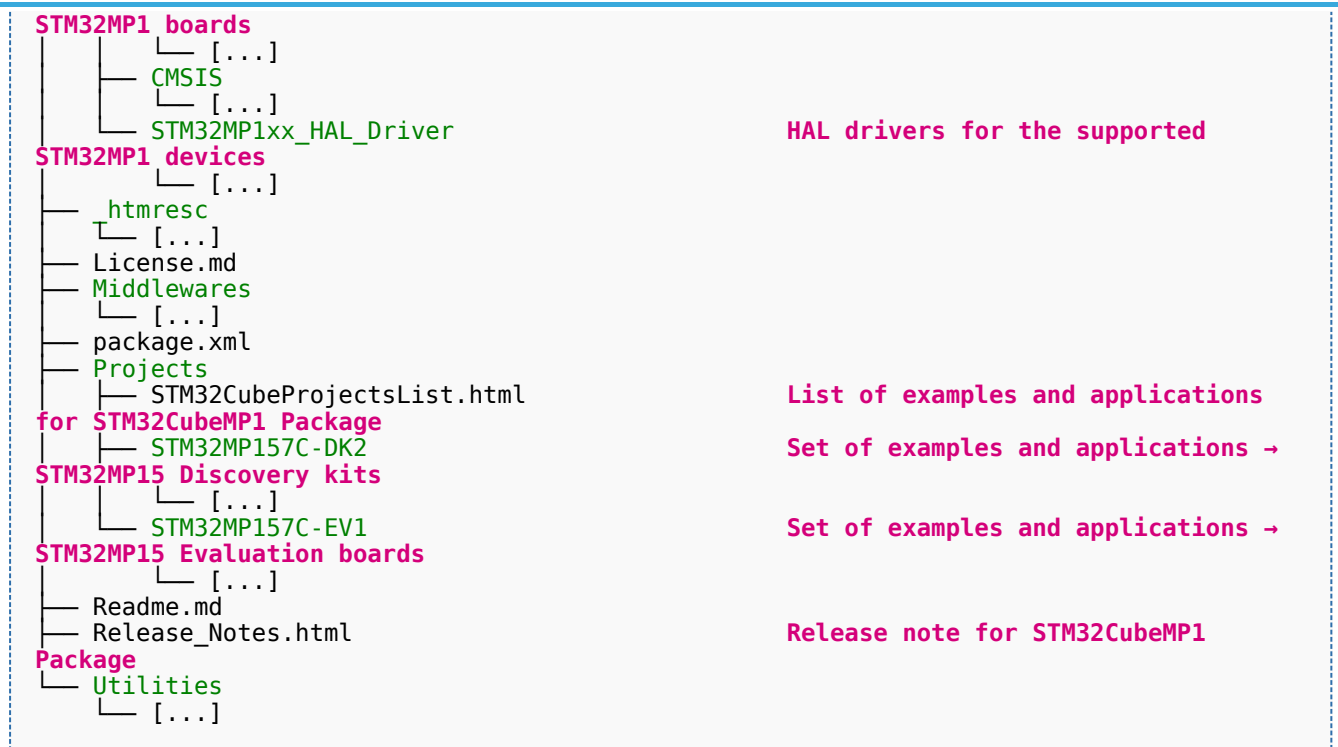 STM32MP1 boards
│   │   └── [...]
│   ├── CMSIS
│   │   └── [...]
│   └── STM32MP1xx_HAL_Driver                       HAL drivers for the supported
STM32MP1 devices
│       └── [...]
├── _htmresc
│   └── [...]
├── License.md
├── Middlewares
│   └── [...]
├── package.xml
├── Projects
│   ├── STM32CubeProjectsList.html                  List of examples and applications
for STM32CubeMP1 Package
│   ├── STM32MP157C-DK2                             Set of examples and applications →
STM32MP15 Discovery kits
│   │   └── [...]
│   └── STM32MP157C-EV1                             Set of examples and applications →
STM32MP15 Evaluation boards
│       └── [...]
├── Readme.md
├── Release_Notes.html                              Release note for STM32CubeMP1
Package
└── Utilities
    └── [...]